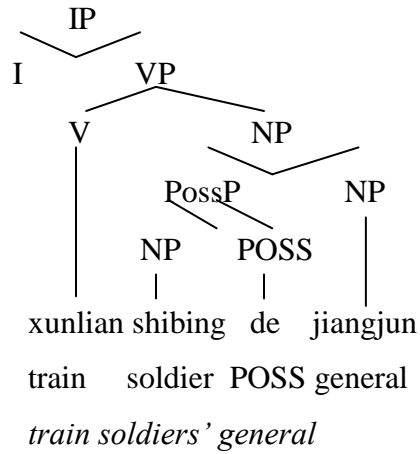 IP
I VP
V NP
PossP NP
NP POSS
xunlian shibing de jiangjun
train soldier POSS general
train soldiers’ general